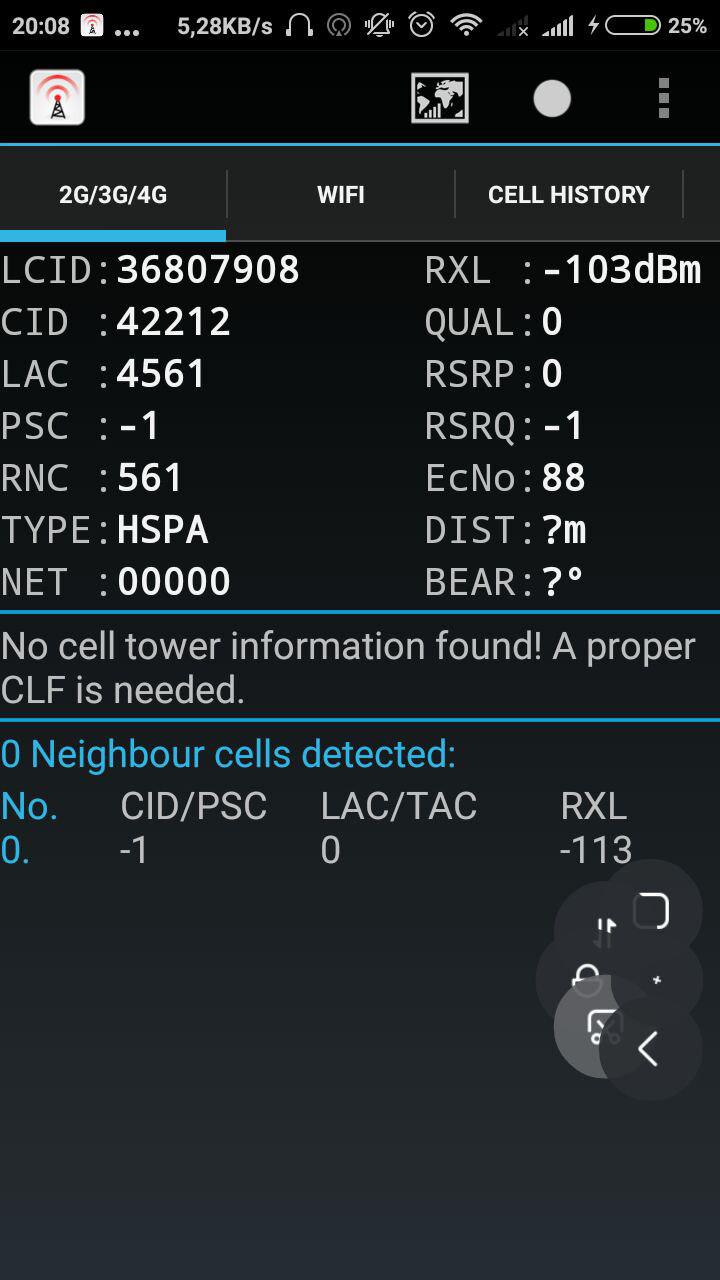 20:08 ... 5,28KB/s 25%
2G/3G/4G WIFI CELL HISTORY
LCID:36807908 RXL :-103dBm
CID :42212 QUAL:0
LAC :4561 RSRP:0
PSC :-1 RSRQ:-1
RNC :561 EcNo:88
TYPE:HSPA DIST:?m
NET :00000 BEAR:?º
No cell tower information found! A proper
CLF is needed.
0 Neighbour cells detected:
No. CID/PSC LAC/TAC RXL
0. -1 0 -113